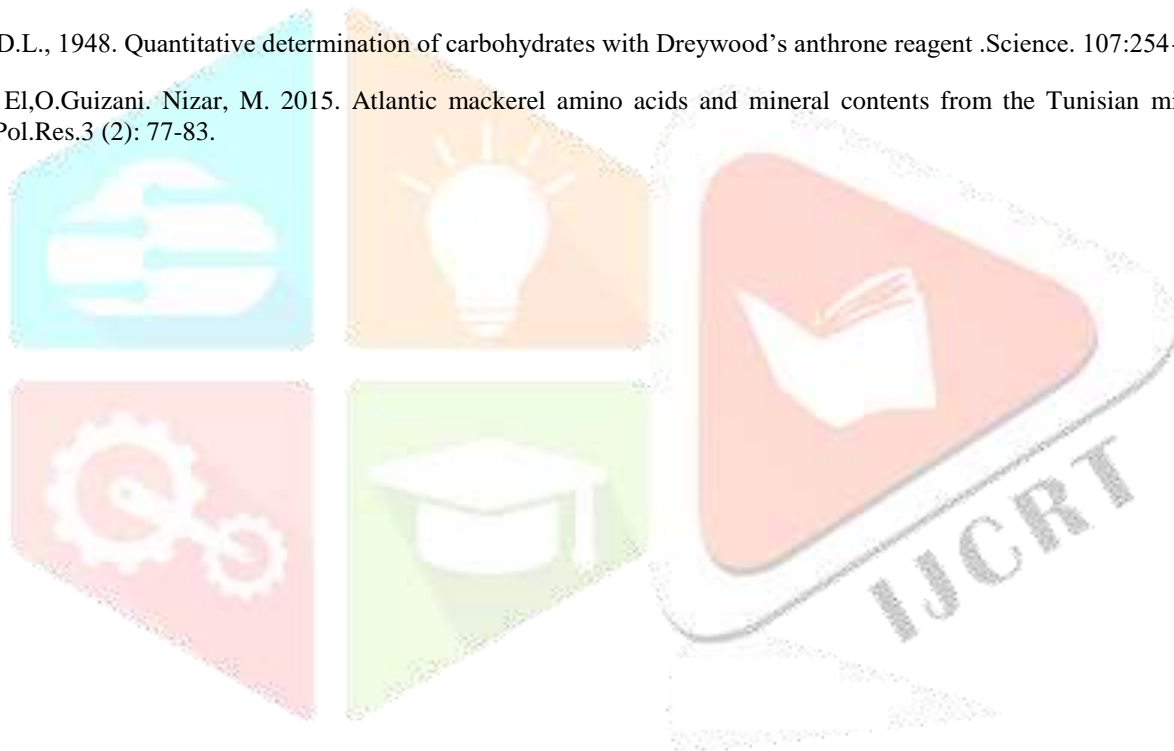 D.L., 1948. Quantitative determination of carbohydrates with Dreywood’s anthrone reagent .Science. 107:254-
El,O.Guizani. Nizar, M. 2015. Atlantic mackerel amino acids and mineral contents from the Tunisian
Pol.Res.3 (2): 77-83.
IJCRT